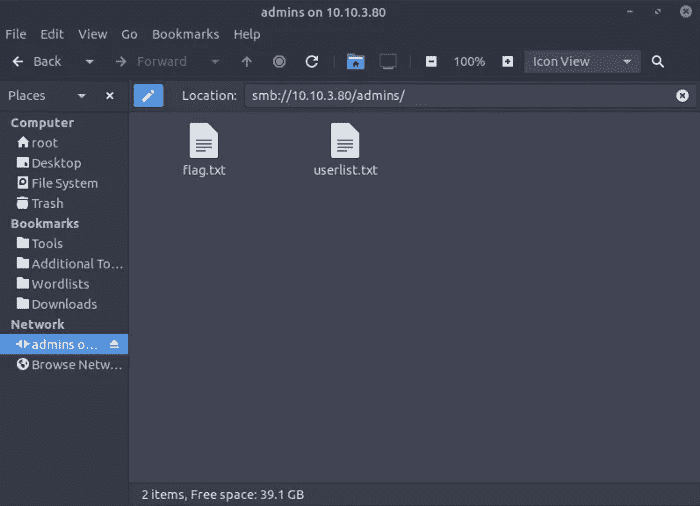 admins on 10.10.3.80
File Edit View Go Bookmarks Help
Back Forward 100% Icon View
Places Location: smb://10.10.3.80/admins/
Computer
root
Desktop
File System
Trash
Bookmarks
Tools
Additional To...
Wordlists
Downloads
Network
admins o...
Browse Netw...
flag.txt userlist.txt
2 items, Free space: 39.1 GB